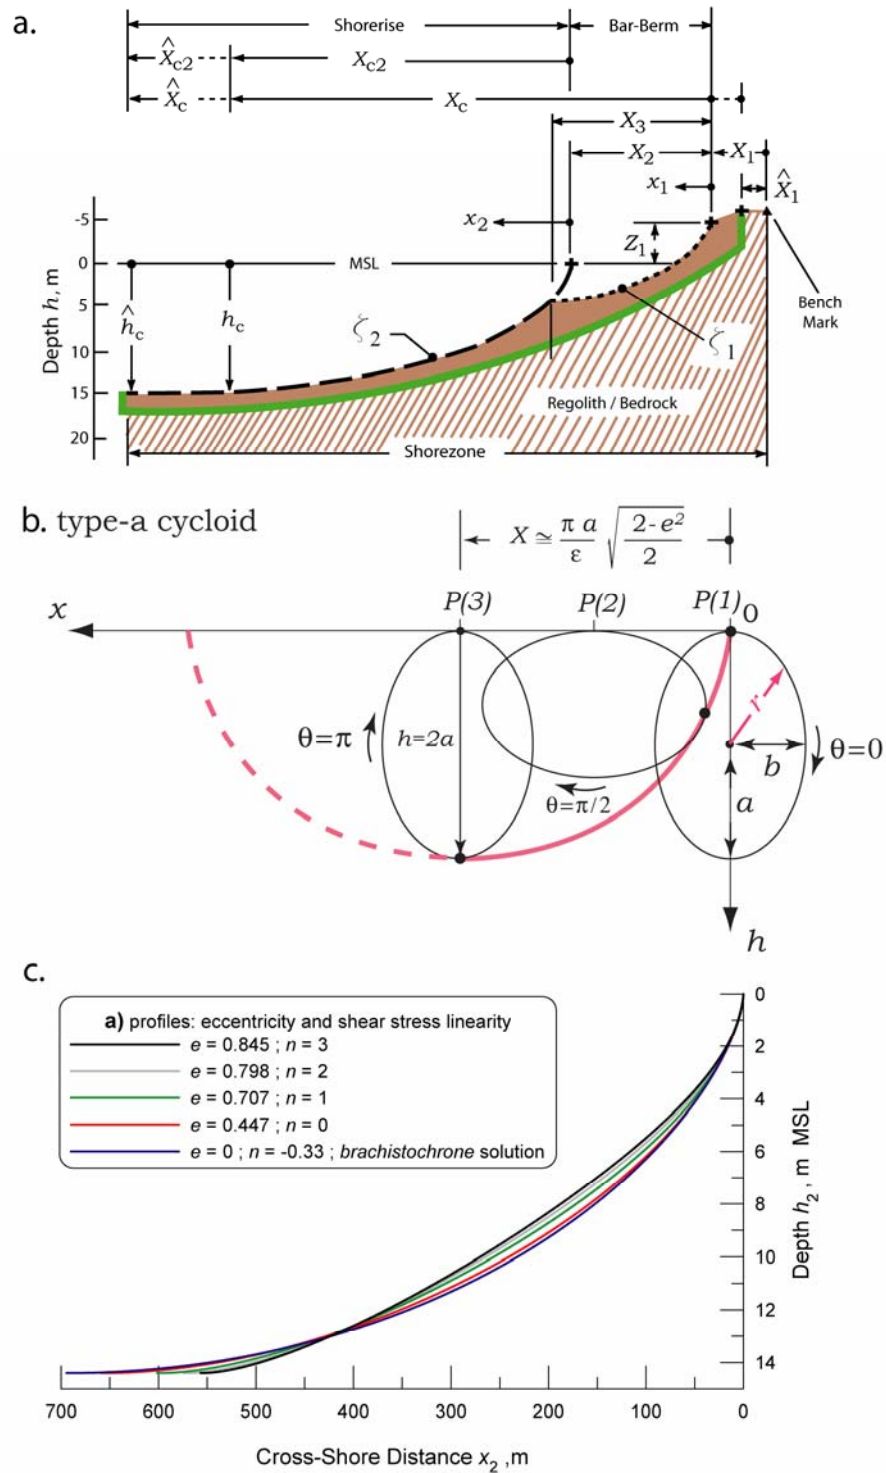 a.
Shorerise
Bar-Berm
X̂c2
Xc2
X̂c
Xc
X3
X2
X1
x1
X̂1
x2
Z1
-5
0
5
10
15
20
Depth h, m
MSL
ĥc
hc
ζ2
ζ1
Bench
Mark
Regolith / Bedrock
Shorezone
b. type-a cycloid
X ≅ π a / ε √(2-e² / 2)
x
P(3)
P(2)
P(1)
0
θ=π
h=2a
r
θ=0
b
θ=π/2
a
h
c.
a) profiles: eccentricity and shear stress linearity
e = 0.845 ; n = 3
e = 0.798 ; n = 2
e = 0.707 ; n = 1
e = 0.447 ; n = 0
e = 0 ; n = -0.33 ; brachistochrone solution
0
2
4
6
8
10
12
14
Depth h2 , m MSL
700 600 500 400 300 200 100 0
Cross-Shore Distance x2 ,m